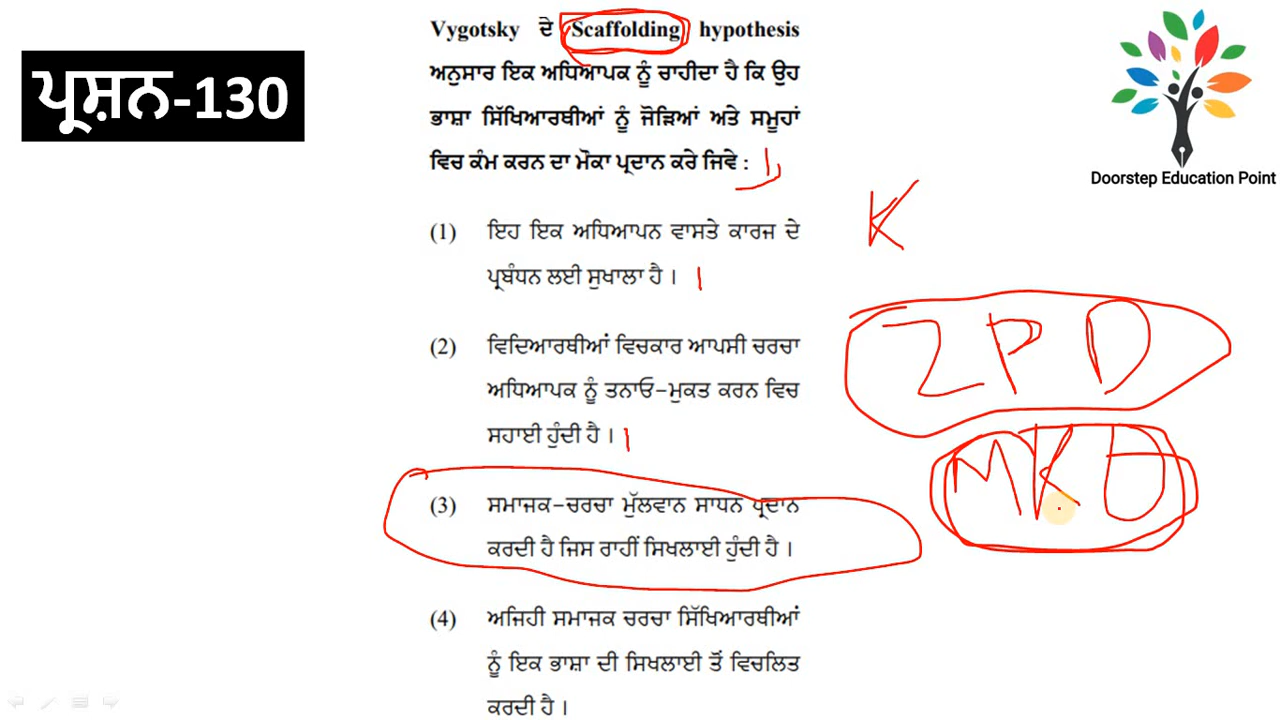 ਪ੍ਰਸ਼ਨ-130
Vygotsky ਦੇ Scaffolding hypothesis
ਅਨੁਸਾਰ ਇਕ ਅਧਿਆਪਕ ਨੂੰ ਚਾਹੀਦਾ ਹੈ ਕਿ ਉਹ
ਭਾਸ਼ਾ ਸਿੱਖਿਆਰਥੀਆਂ ਨੂੰ ਜੋੜਿਆਂ ਅਤੇ ਸਮੂਹਾਂ
ਵਿਚ ਕੰਮ ਕਰਨ ਦਾ ਮੌਕਾ ਪ੍ਰਦਾਨ ਕਰੇ ਜਿਵੇ :
(1) ਇਹ ਇਕ ਅਧਿਆਪਨ ਵਾਸਤੇ ਕਾਰਜ ਦੇ
ਪ੍ਰਬੰਧਨ ਲਈ ਸੁਖਾਲਾ ਹੈ ।
(2) ਵਿਦਿਆਰਥੀਆਂ ਵਿਚਕਾਰ ਆਪਸੀ ਚਰਚਾ
ਅਧਿਆਪਕ ਨੂੰ ਤਨਾਓ-ਮੁਕਤ ਕਰਨ ਵਿਚ
ਸਹਾਈ ਹੁੰਦੀ ਹੈ ।
(3) ਸਮਾਜਕ-ਚਰਚਾ ਮੁੱਲਵਾਨ ਸਾਧਨ ਪ੍ਰਦਾਨ
ਕਰਦੀ ਹੈ ਜਿਸ ਰਾਹੀਂ ਸਿਖਲਾਈ ਹੁੰਦੀ ਹੈ ।
(4) ਅਜਿਹੀ ਸਮਾਜਕ ਚਰਚਾ ਸਿੱਖਿਆਰਥੀਆਂ
ਨੂੰ ਇਕ ਭਾਸ਼ਾ ਦੀ ਸਿਖਲਾਈ ਤੋਂ ਵਿਚਲਿਤ
ਕਰਦੀ ਹੈ ।
Doorstep Education Point
K
ZPD
MKO